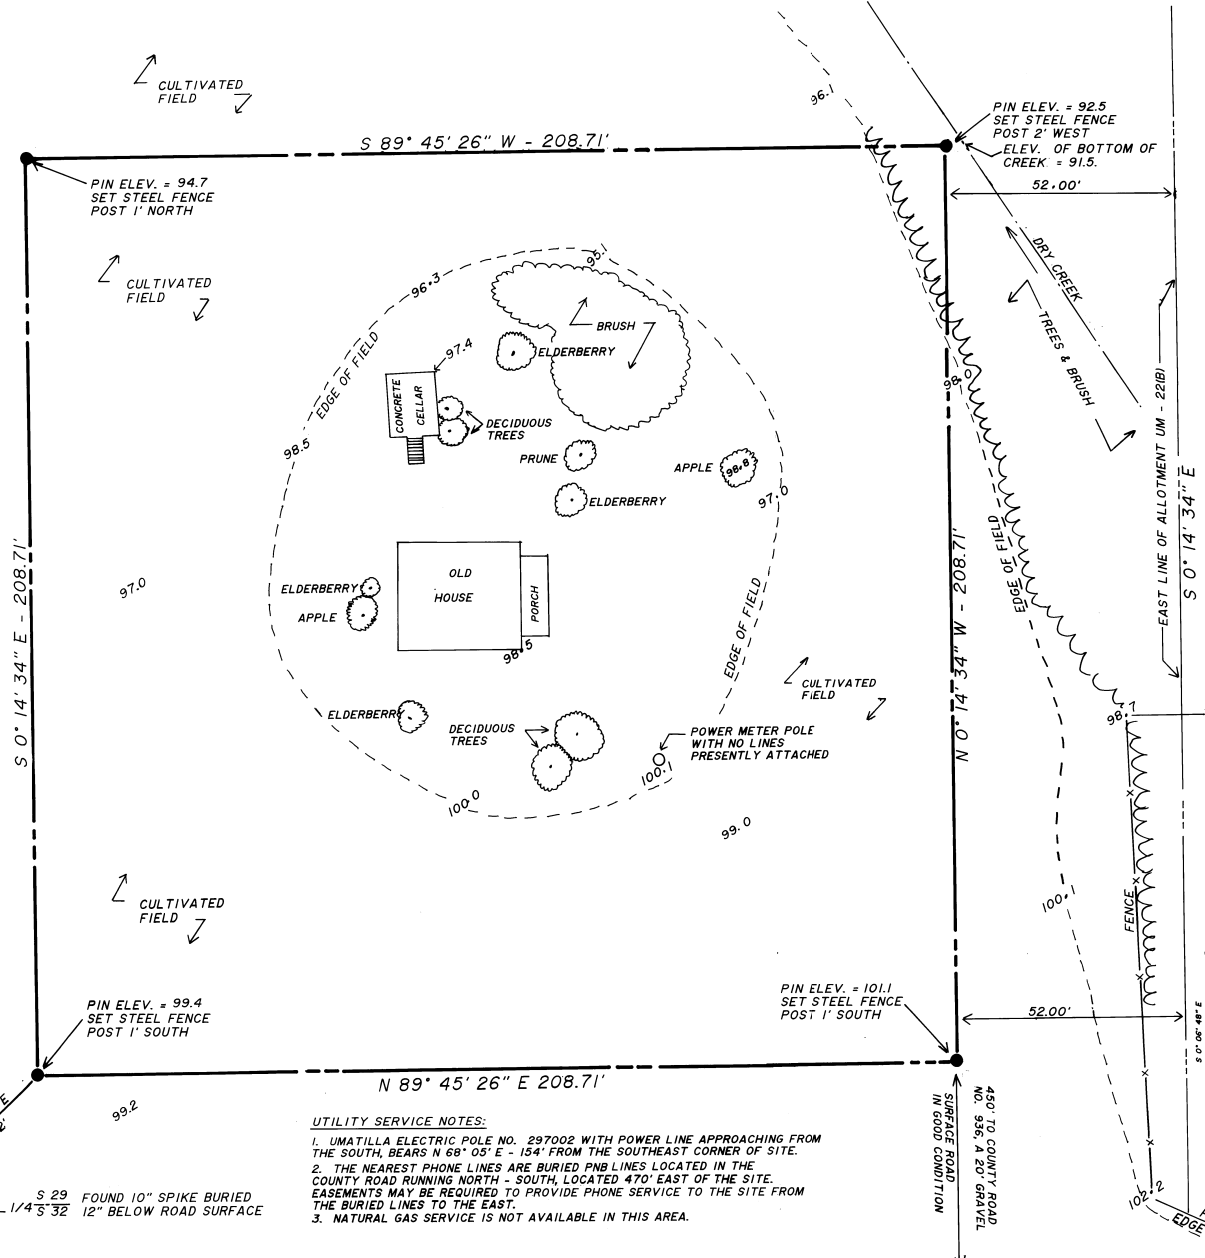 CULTIVATED
FIELD
96.1
PIN ELEV. = 92.5
SET STEEL FENCE
POST 2' WEST
ELEV. OF BOTTOM OF
CREEK = 91.5.
S 89° 45' 26" W - 208.71'
52.00'
PIN ELEV. = 94.7
SET STEEL FENCE
POST 1' NORTH
CULTIVATED
FIELD
96.3
95.
BRUSH
DRY CREEK
TREES & BRUSH
EDGE OF FIELD
97.4
ELDERBERRY
CONCRETE
CELLAR
98.0
DECIDUOUS
TREES
98.5
PRUNE
APPLE
98.8
ELDERBERRY
97.0
EAST LINE OF ALLOTMENT UM - 22(B)
S 0° 14' 34" E
S 0° 14' 34" E - 208.71'
N 0° 14' 34" W - 208.71'
EDGE OF FIELD
97.0
ELDERBERRY
APPLE
OLD
HOUSE
PORCH
98.5
EDGE OF FIELD
CULTIVATED
FIELD
ELDERBERRY
DECIDUOUS
TREES
POWER METER POLE
WITH NO LINES
PRESENTLY ATTACHED
98.7
100.1
100.0
99.0
CULTIVATED
FIELD
100.1
FENCE
PIN ELEV. = 99.4
SET STEEL FENCE
POST 1' SOUTH
PIN ELEV. = 101.1
SET STEEL FENCE
POST 1' SOUTH
52.00'
S 0° 06' 48" E
N 89° 45' 26" E 208.71'
E
2'
99.2
SURFACE ROAD
IN GOOD CONDITION
450' TO COUNTY ROAD
NO. 936, A 20' GRAVEL
UTILITY SERVICE NOTES:
1. UMATILLA ELECTRIC POLE NO. 297002 WITH POWER LINE APPROACHING FROM
THE SOUTH, BEARS N 68° 05' E - 154' FROM THE SOUTHEAST CORNER OF SITE.
2. THE NEAREST PHONE LINES ARE BURIED PNB LINES LOCATED IN THE
COUNTY ROAD RUNNING NORTH - SOUTH, LOCATED 470' EAST OF THE SITE.
EASEMENTS MAY BE REQUIRED TO PROVIDE PHONE SERVICE TO THE SITE FROM
THE BURIED LINES TO THE EAST.
3. NATURAL GAS SERVICE IS NOT AVAILABLE IN THIS AREA.
1/4 S 29
S 32
FOUND 10" SPIKE BURIED
12" BELOW ROAD SURFACE
102.2
EDGE